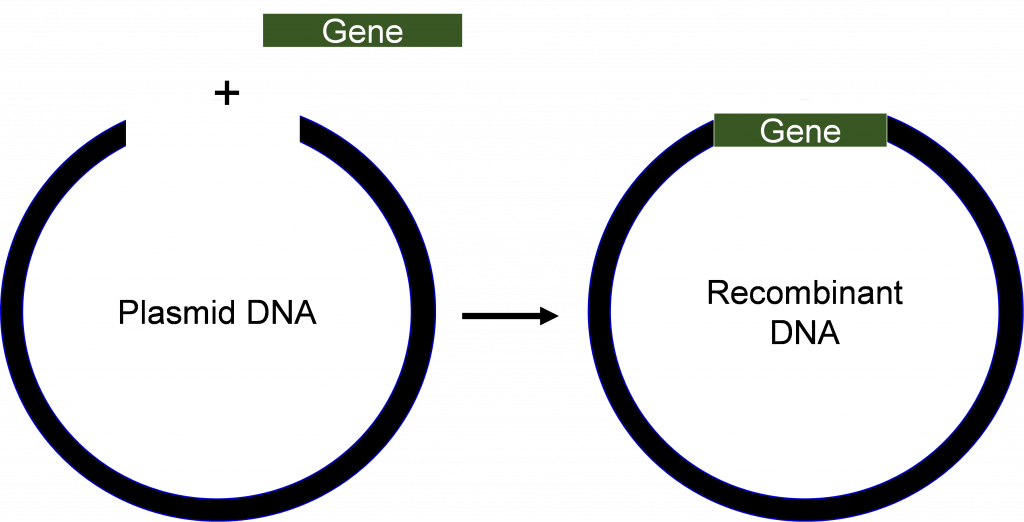 Gene
+
Plasmid DNA
Gene
Recombinant
DNA